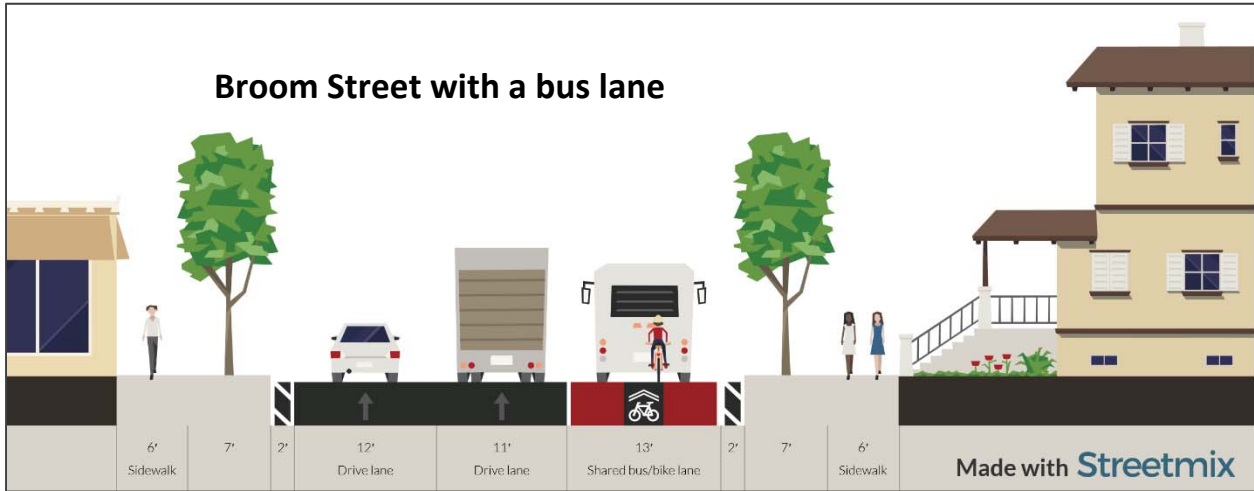 Broom Street with a bus lane
6'
Sidewalk
7'
2'
12'
Drive lane
11'
Drive lane
13'
Shared bus/bike lane
2'
7'
6'
Sidewalk
Made with Streetmix